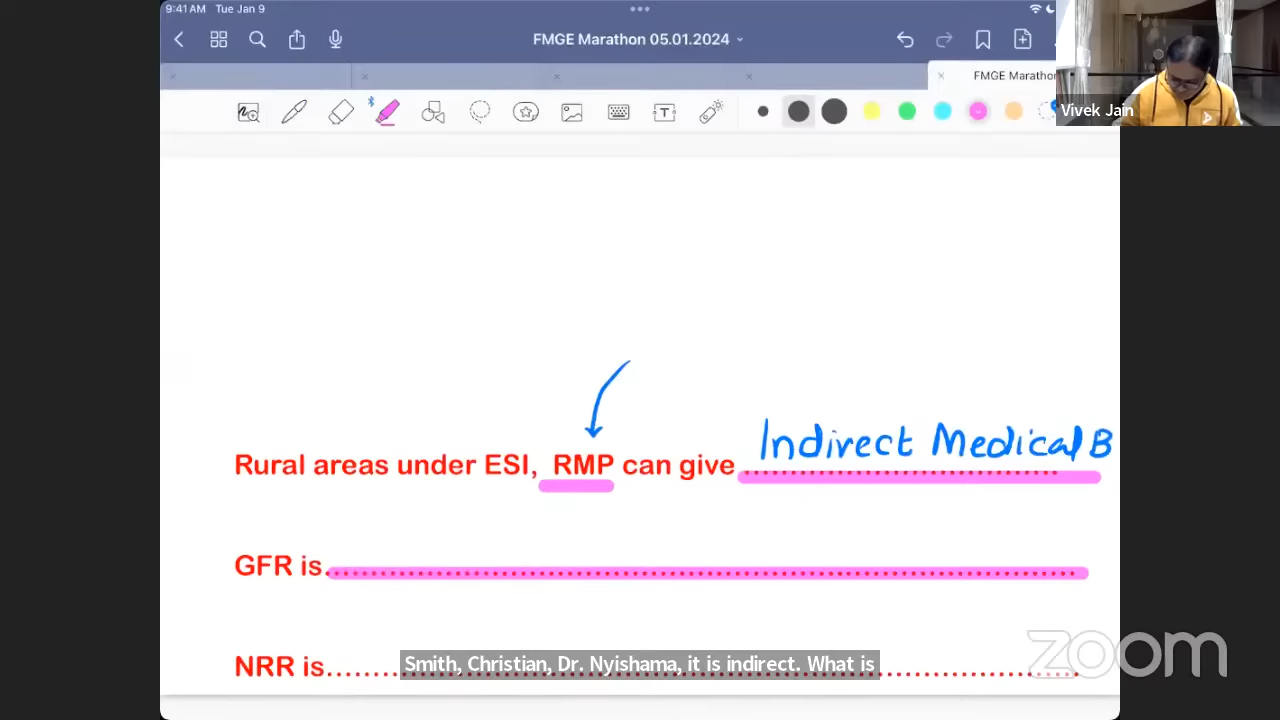 9:41 AM Tue Jan 9
FMGE Marathon 05.01.2024
FMGE Marathon
Vivek Jain
Indirect Medical B
Rural areas under ESI, RMP can give ........................................
GFR is................................................................................
NRR is................................................................................
Smith, Christian, Dr. Nyishama, it is indirect. What is
zoom